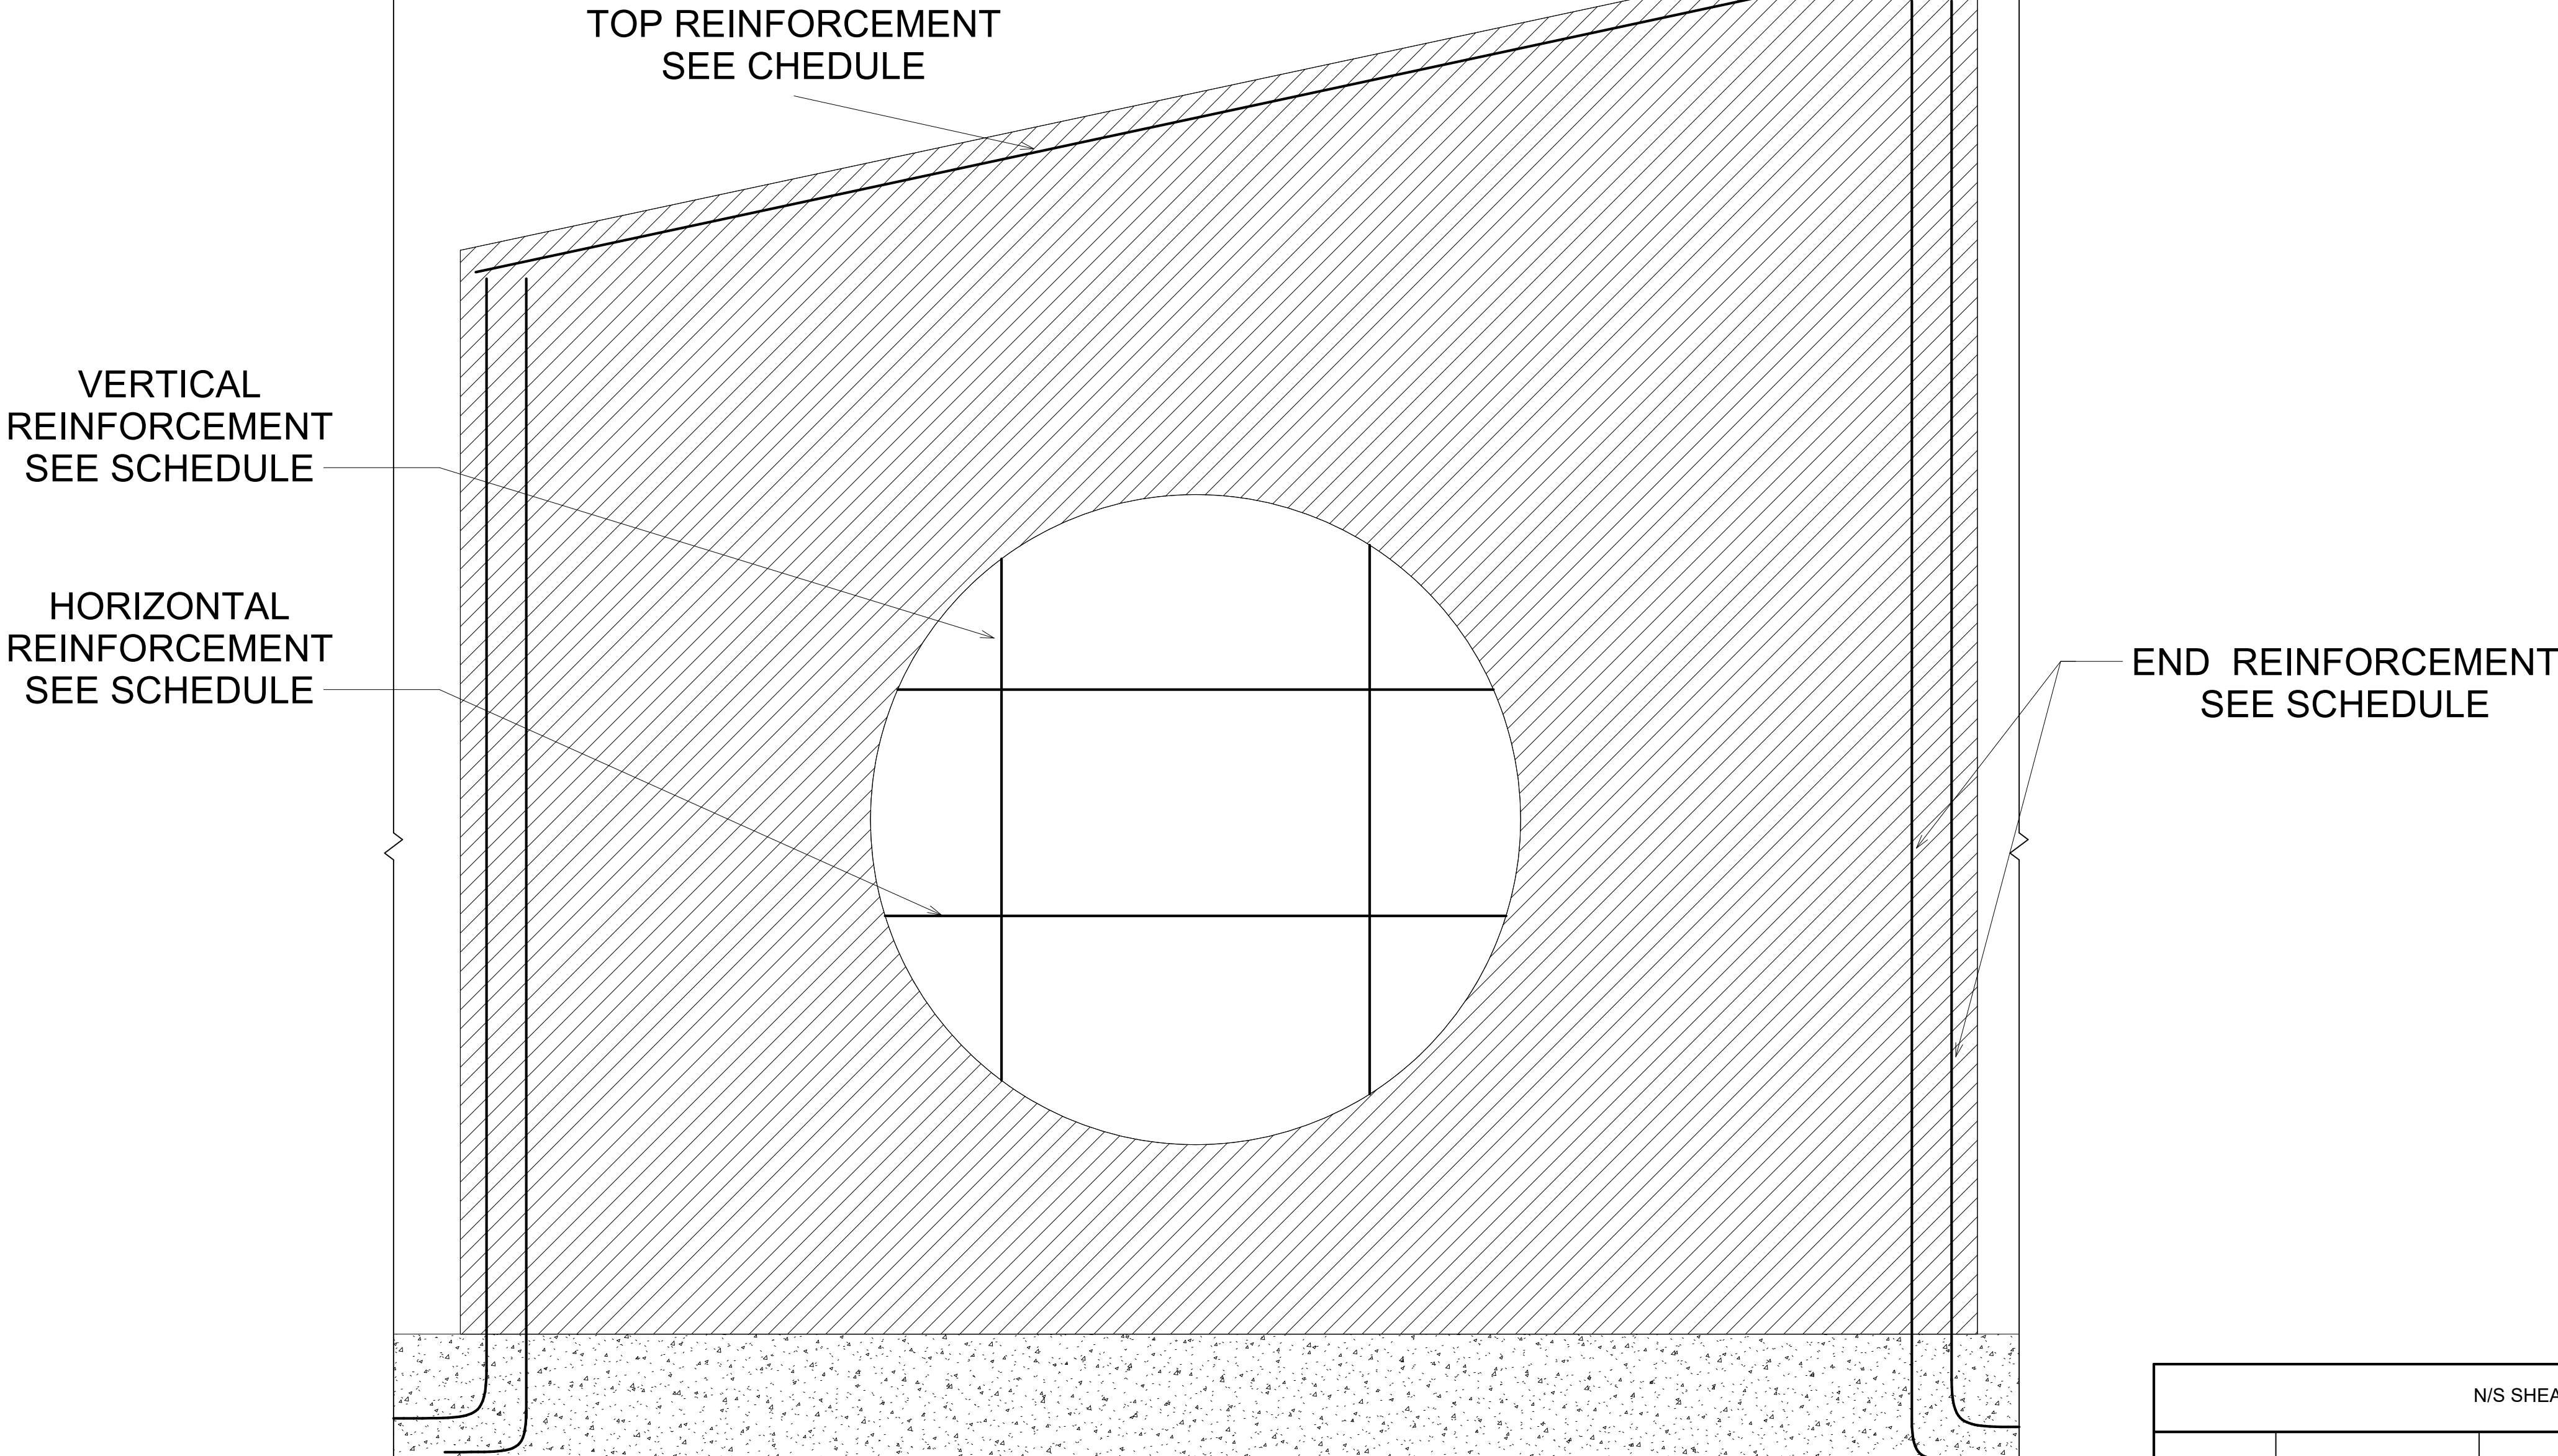 TOP REINFORCEMENT
SEE CHEDULE
VERTICAL
REINFORCEMENT
SEE SCHEDULE
HORIZONTAL
REINFORCEMENT
SEE SCHEDULE
END REINFORCEMENT
SEE SCHEDULE
N/S